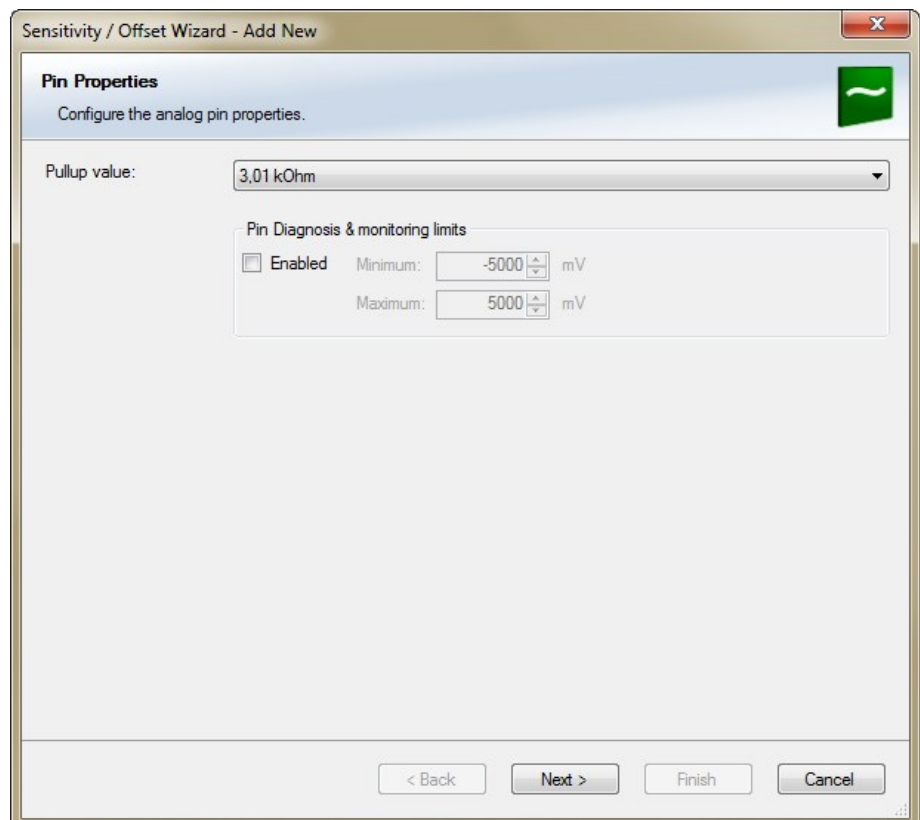 Sensitivity / Offset Wizard - Add New
Pin Properties
Configure the analog pin properties.
Pullup value: 3,01 kOhm
Pin Diagnosis & monitoring limits
Enabled Minimum: -5000 mV
Maximum: 5000 mV
< Back Next > Finish Cancel